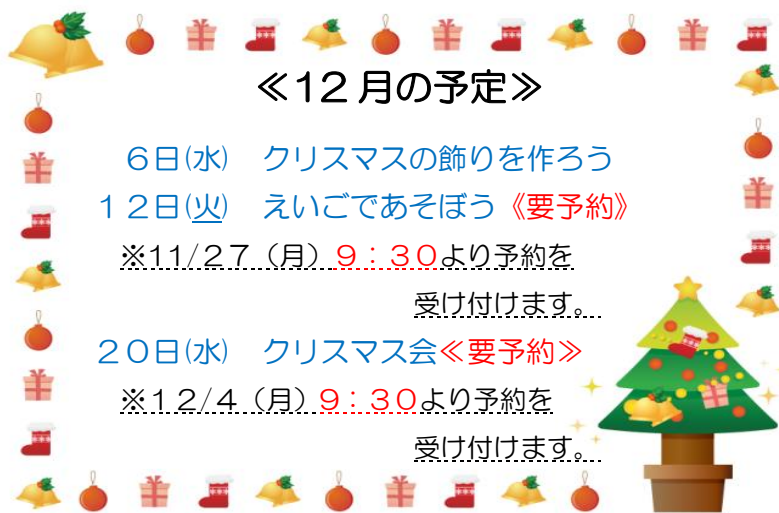 ≪12月の予定≫
６日(水)　クリスマスの飾りを作ろう
１２日(火)　えいごであそぼう《要予約》
※11/２７（月）９：３０より予約を
受け付けます。
２０日(水)　クリスマス会≪要予約≫
※１２/４（月）９：３０より予約を
受け付けます。